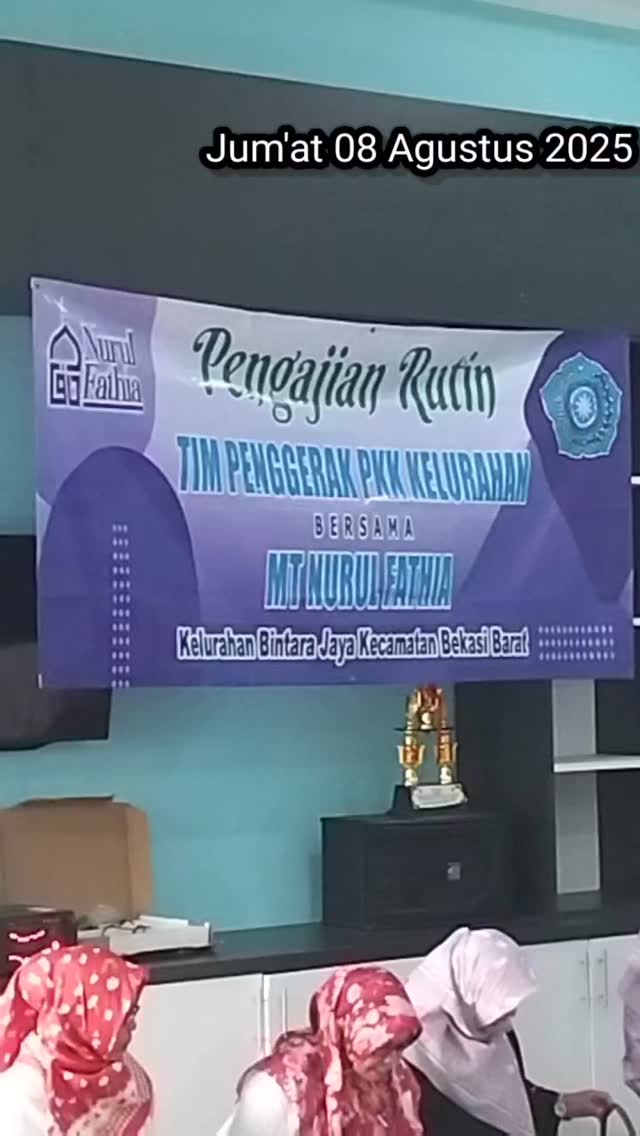 Jum'at 08 Agustus 2025
Nurul
Fathia
Pengajian Rutin
TIM PENGGERAK PKK KELURAHAN
BERSAMA
MT NURUL FATHIA
Kelurahan Bintara Jaya Kecamatan Bekasi Barat